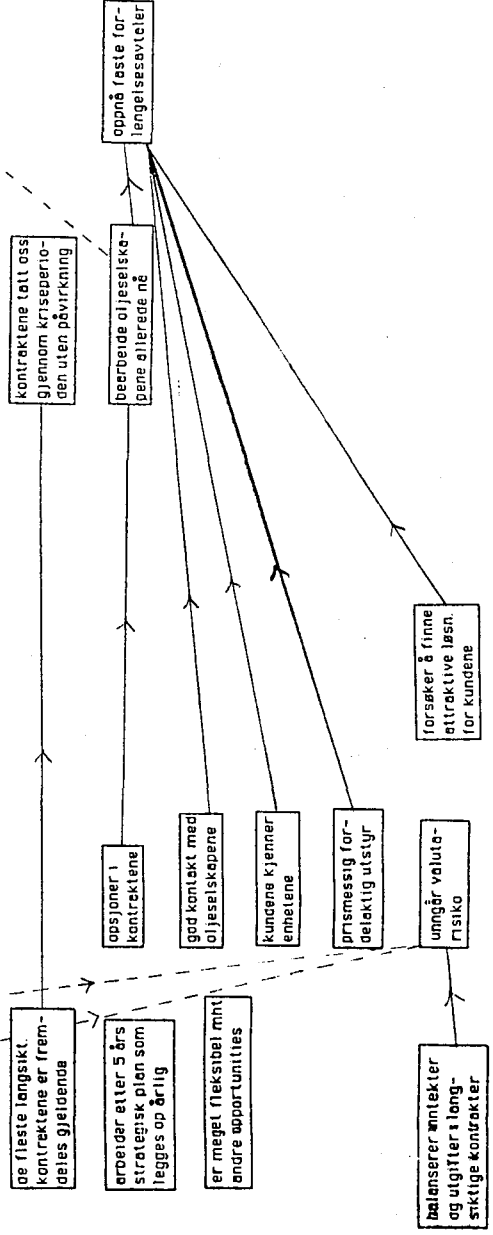 de fleste langsikt.
kontraktene er frem-
deles gjeldende
arbeider etter 5 års
strategisk plan som
legges op årlig
er meget fleksibel mht
andre opportunities
balanserer inntekter
og utgifter i lang-
siktige kontrakter
opsjoner i
kontraktene
god kontakt med
oljeselskapene
kundene kjenner
enhetene
prismessig for-
delaktig utstyr
unngår valuta-
risiko
forsøker å finne
attraktive løsn.
for kundene
kontraktene tatt oss
gjennom kriseperio-
den uten påvirkning
bearbeide oljeselska-
pene allerede nå
oppnå faste for-
lengelsesavtaler